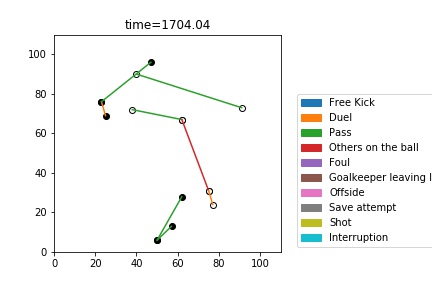 time=1704.04
100
80
60
40
20
0
0 20 40 60 80 100
Free Kick
Duel
Pass
Others on the ball
Foul
Goalkeeper leaving l
Offside
Save attempt
Shot
Interruption